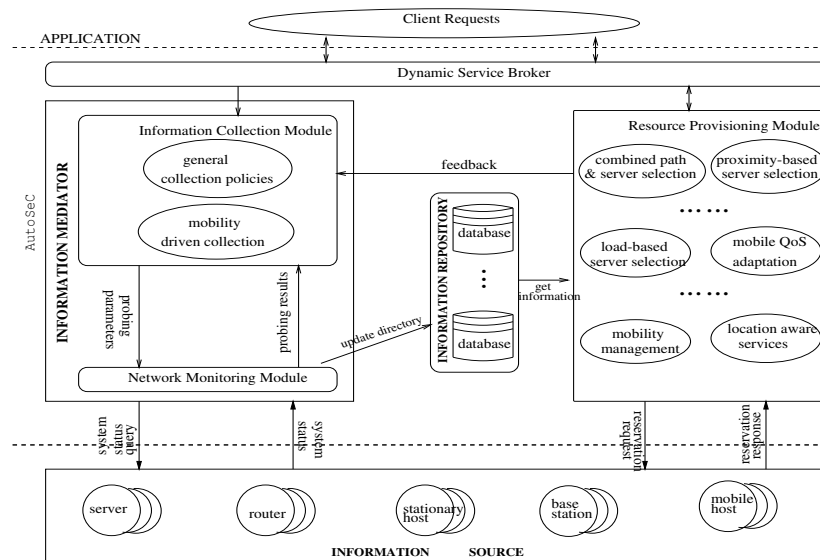 Client Requests
APPLICATION
Dynamic Service Broker
AutoSeC
INFORMATION MEDIATOR
Information Collection Module
general
collection policies
mobility
driven collection
probing
parameters
probing results
Network Monitoring Module
feedback
update directory
INFORMATION REPOSITORY
database
database
get
information
Resource Provisioning Module
combined path
& server selection
proximity-based
server selection
load-based
server selection
mobile QoS
adaptation
mobility
management
location aware
services
system
status
query
system
status
reservation
request
reservation
response
server
router
stationary
host
base
station
mobile
host
INFORMATION SOURCE